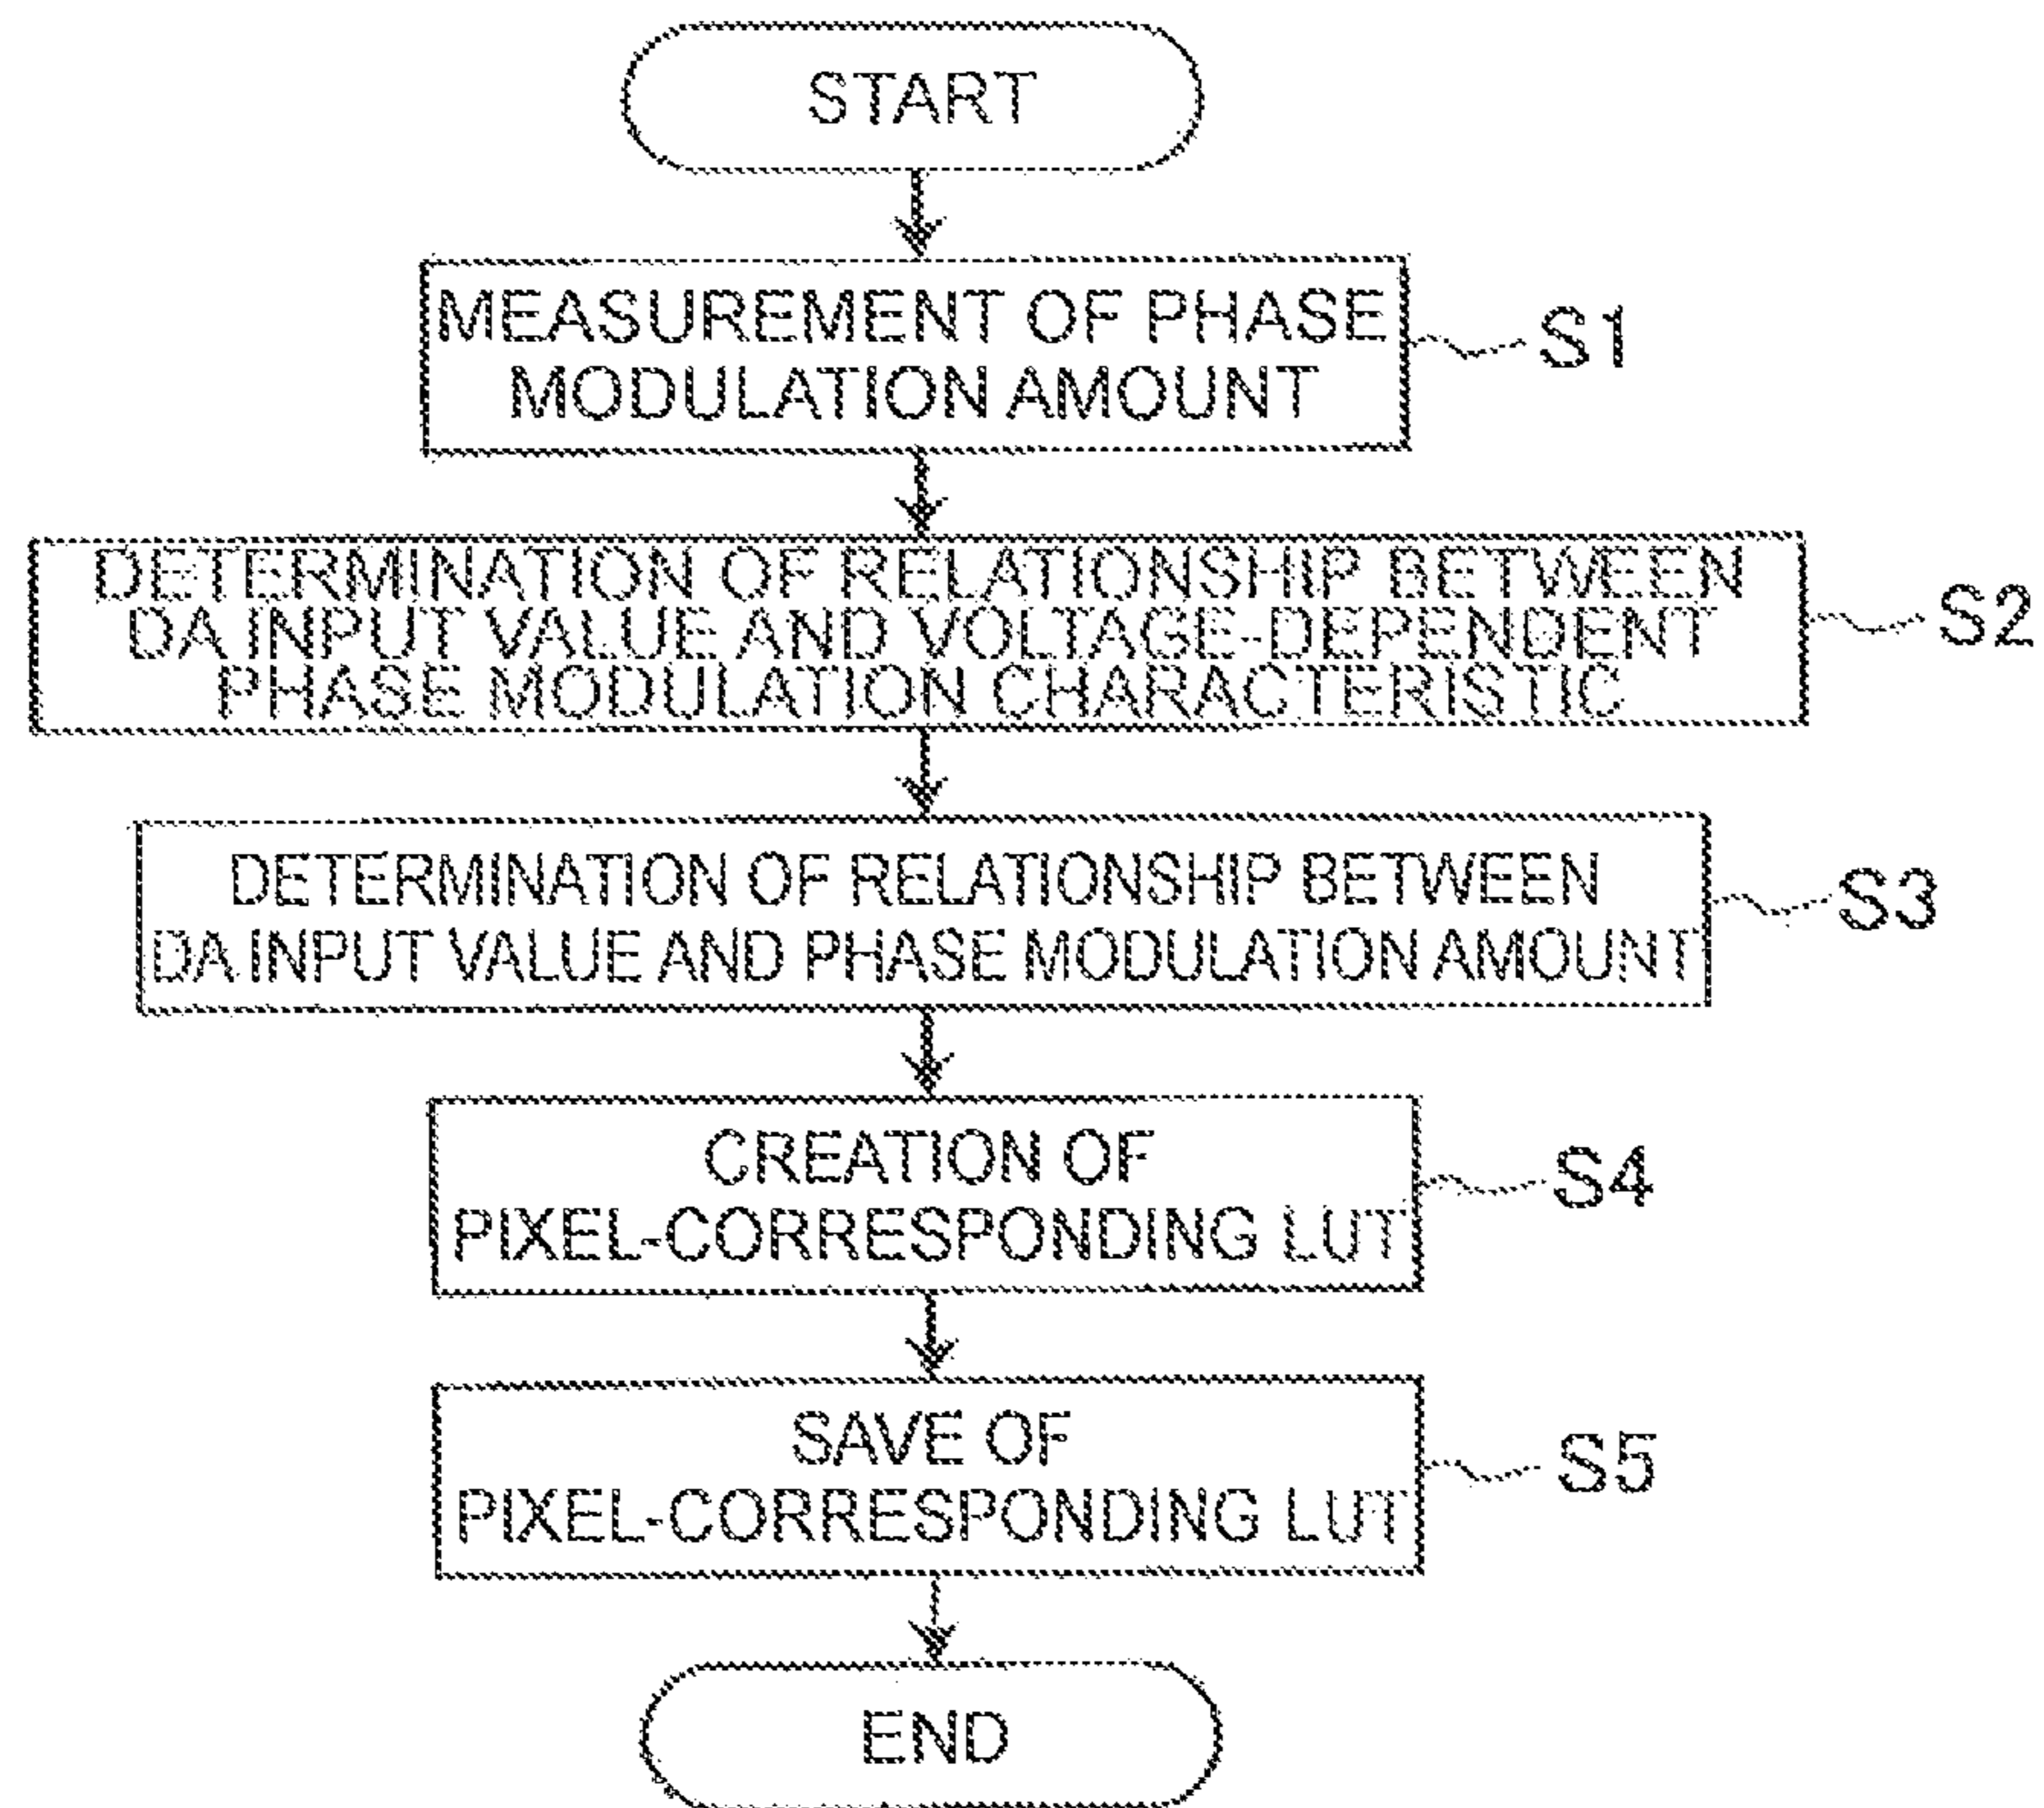 START
MEASUREMENT OF PHASE
MODULATION AMOUNT
S1
DETERMINATION OF RELATIONSHIP BETWEEN
DA INPUT VALUE AND VOLTAGE-DEPENDENT
PHASE MODULATION CHARACTERISTIC
S2
DETERMINATION OF RELATIONSHIP BETWEEN
DA INPUT VALUE AND PHASE MODULATION AMOUNT
S3
CREATION OF
PIXEL-CORRESPONDING LUT
S4
SAVE OF
PIXEL-CORRESPONDING LUT
S5
END